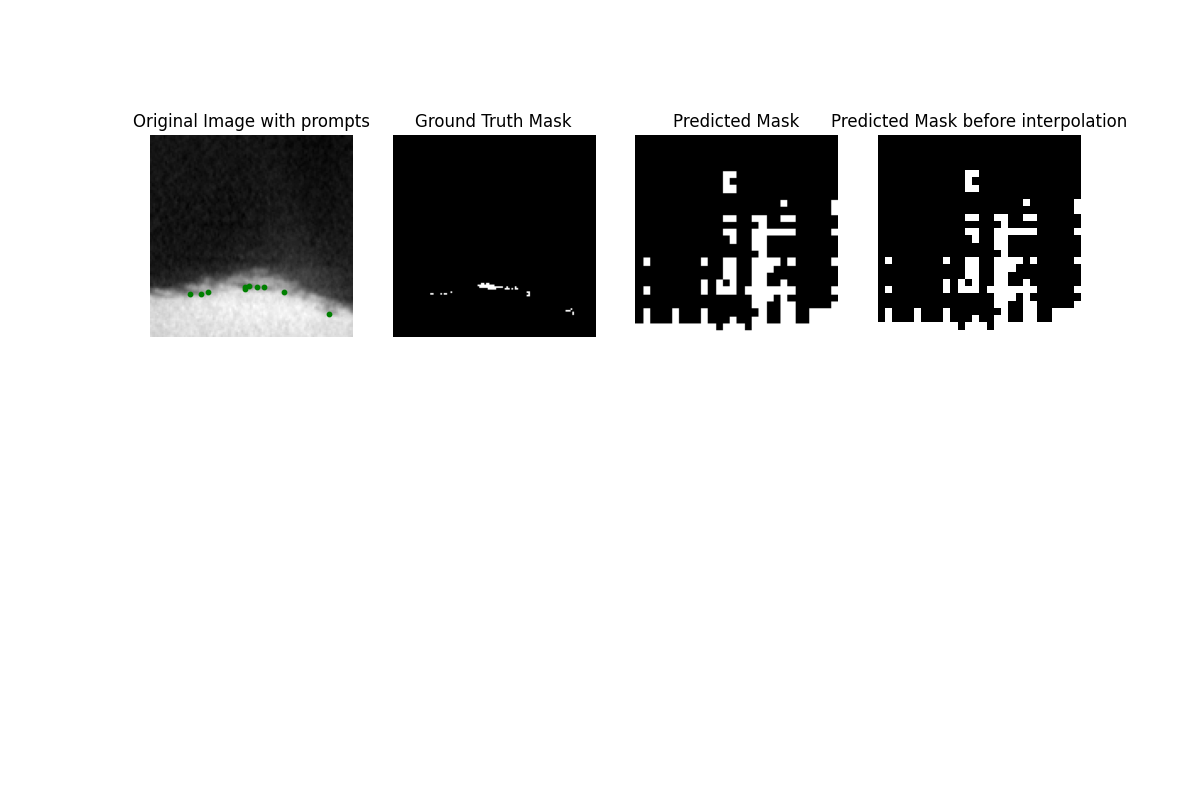 Original Image with prompts
Ground Truth Mask
Predicted Mask
Predicted Mask before interpolation